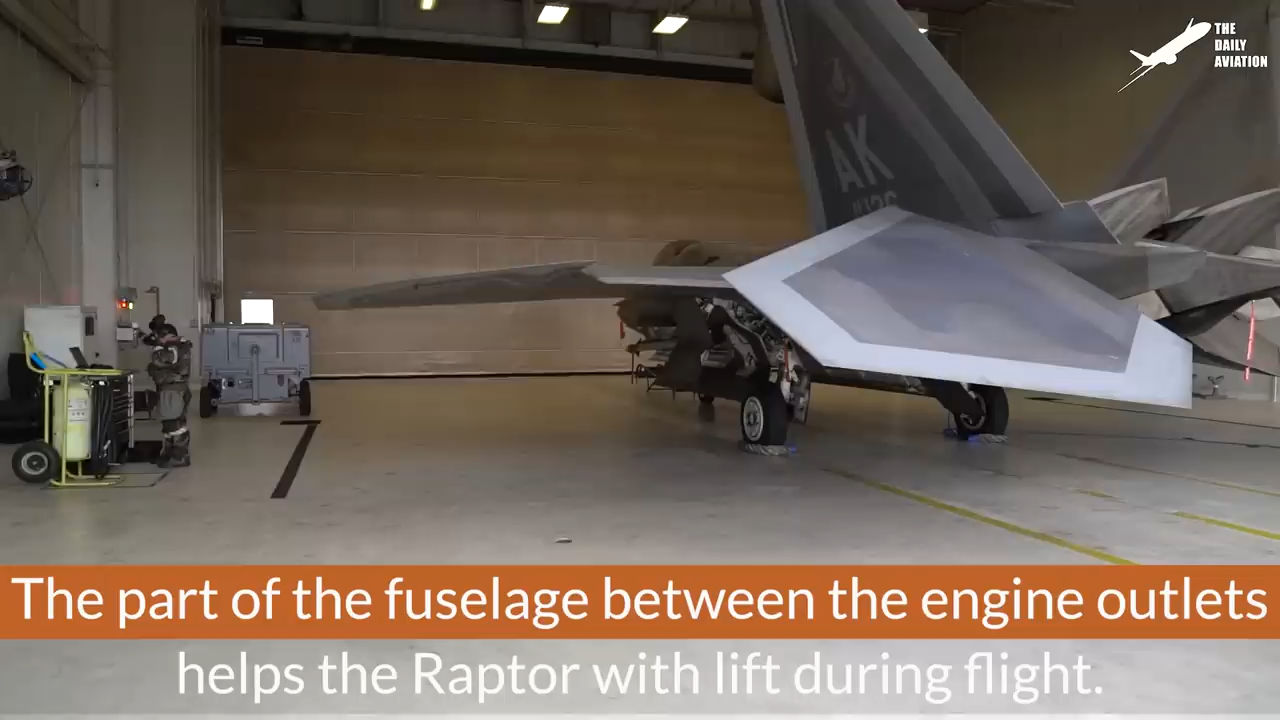 THE
DAILY
AVIATION
AK
The part of the fuselage between the engine outlets
helps the Raptor with lift during flight.